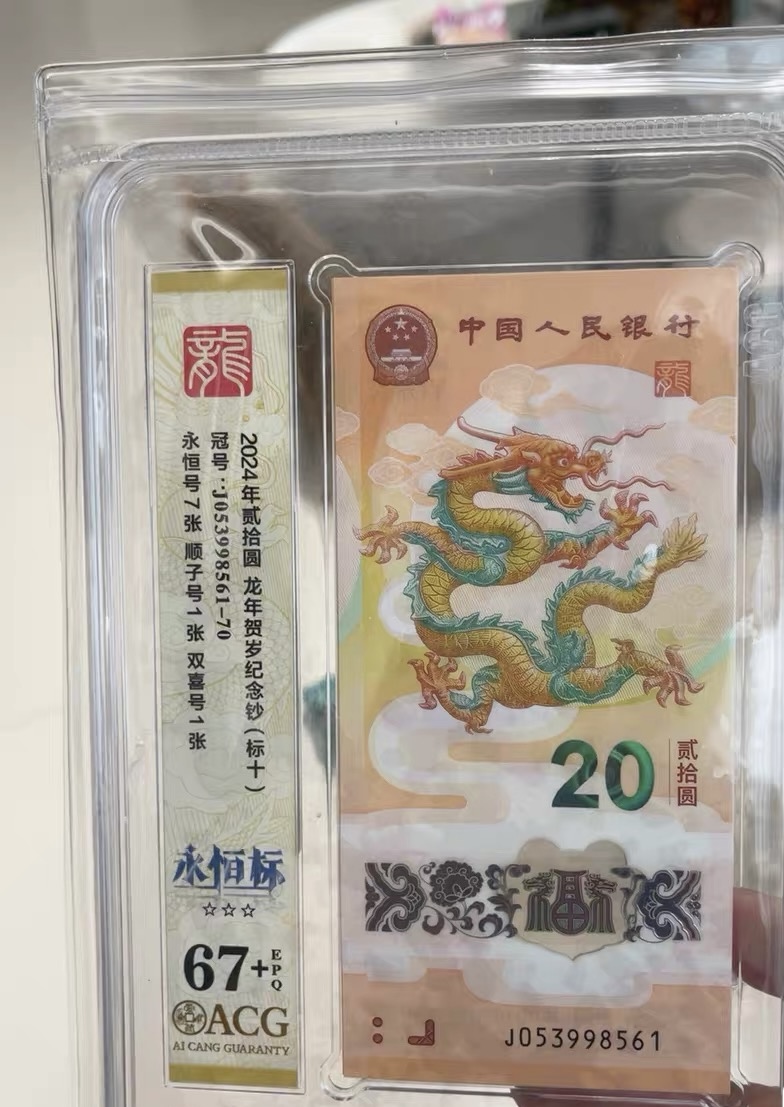 龍
2024年贰拾圆 龙年贺岁纪念钞(标十)
冠号:J053998561-70
永恒号7张 顺子号1张 双喜号1张
永恒标
☆☆☆
67+EPQ
ACG
AI CANG GUARANTY
中国人民银行
龍
20
贰拾圆
福
J053998561